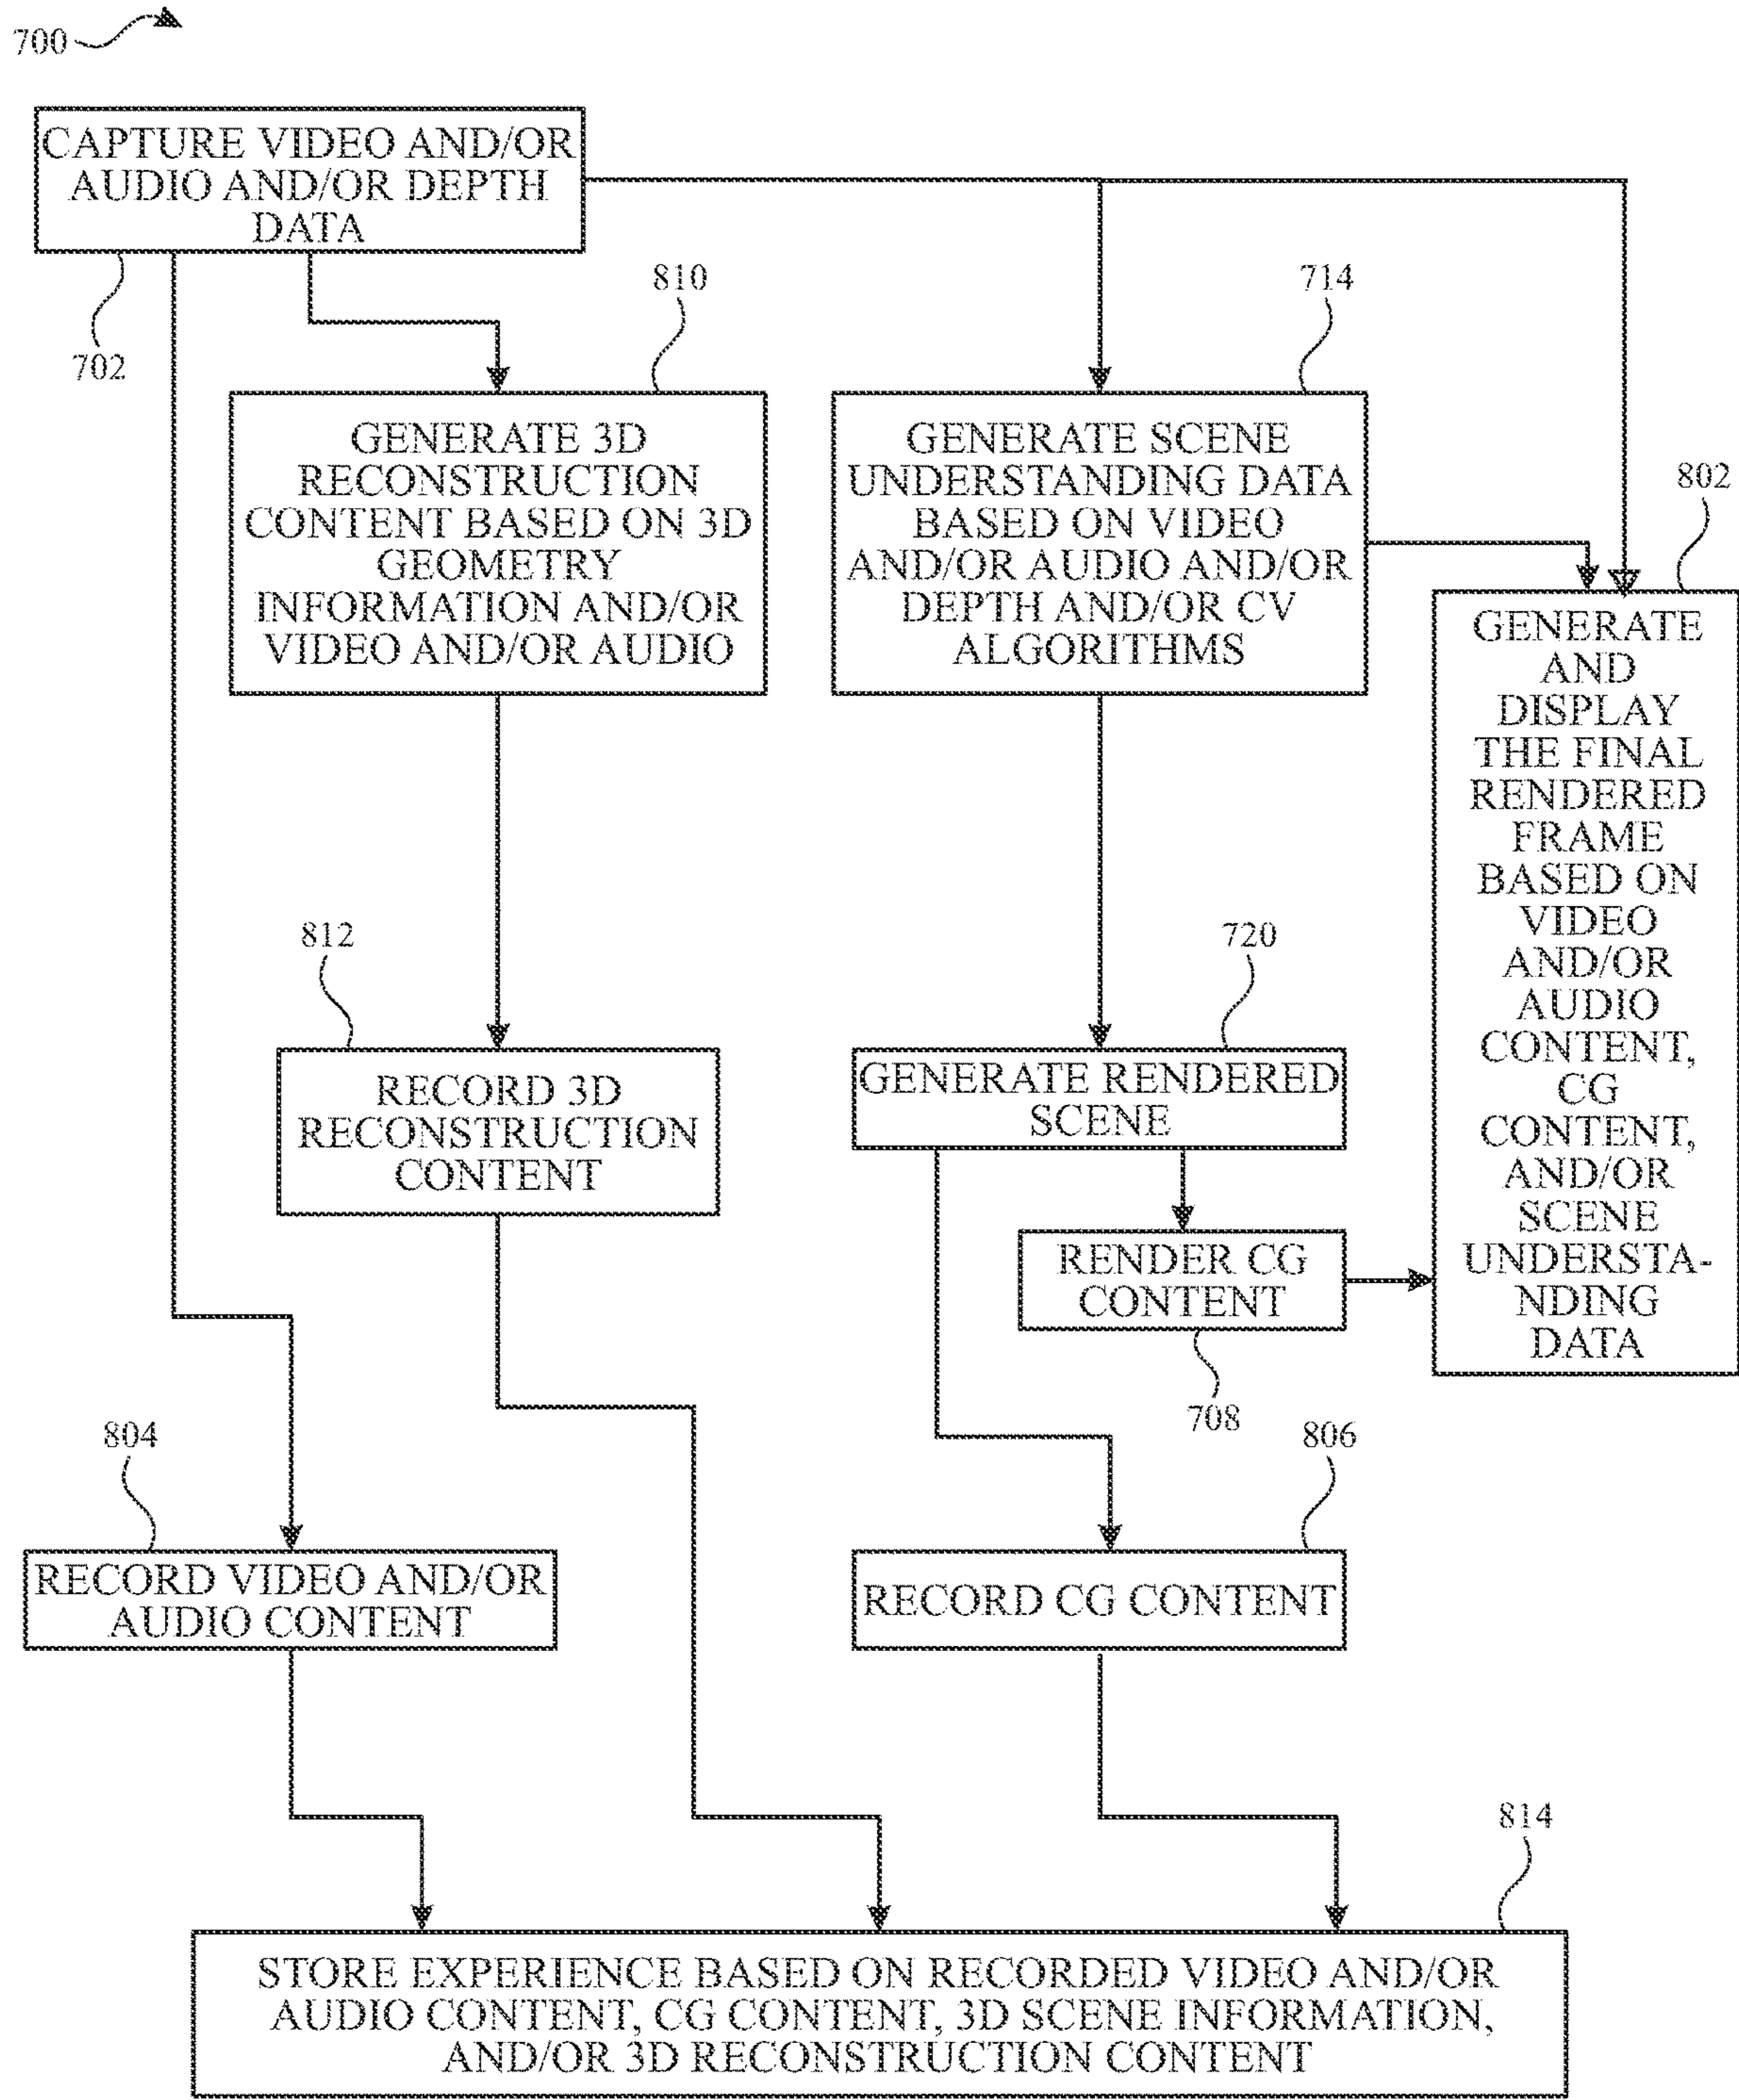 700
CAPTURE VIDEO AND/OR
AUDIO AND/OR DEPTH
DATA
702
810
GENERATE 3D
RECONSTRUCTION
CONTENT BASED ON 3D
GEOMETRY
INFORMATION AND/OR
VIDEO AND/OR AUDIO
714
GENERATE SCENE
UNDERSTANDING DATA
BASED ON VIDEO
AND/OR AUDIO AND/OR
DEPTH AND/OR CV
ALGORITHMS
802
GENERATE
AND
DISPLAY
THE FINAL
RENDERED
FRAME
BASED ON
VIDEO
AND/OR
AUDIO
CONTENT,
CG
CONTENT,
AND/OR
SCENE
UNDERSTA-
NDING
DATA
812
RECORD 3D
RECONSTRUCTION
CONTENT
720
GENERATE RENDERED
SCENE
RENDER CG
CONTENT
708
804
RECORD VIDEO AND/OR
AUDIO CONTENT
806
RECORD CG CONTENT
814
STORE EXPERIENCE BASED ON RECORDED VIDEO AND/OR
AUDIO CONTENT, CG CONTENT, 3D SCENE INFORMATION,
AND/OR 3D RECONSTRUCTION CONTENT